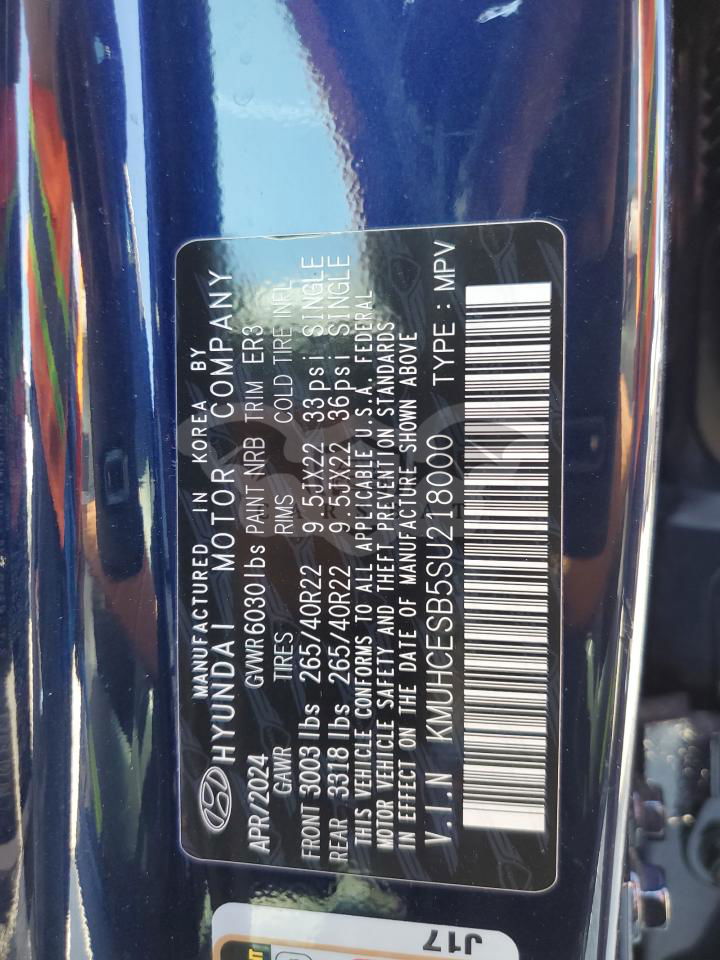 MANUFACTURED IN KOREA BY
HYUNDAI MOTOR COMPANY
APR/2024 GVWR 6030 lbs PAINT NRB TRIM ER3
GAWR TIRES RIMS COLD TIRE INFL
FRONT 3003 lbs 265/40R22 9.5JX22 33psi SINGLE
REAR 3318 lbs 265/40R22 9.5JX22 36psi SINGLE
THIS VEHICLE CONFORMS TO ALL APPLICABLE U.S.A. FEDERAL
MOTOR VEHICLE SAFETY AND THEFT PREVENTION STANDARDS
IN EFFECT ON THE DATE OF MANUFACTURE SHOWN ABOVE
V.I.N KMUHCESB5SU218000 TYPE : MPV
J17